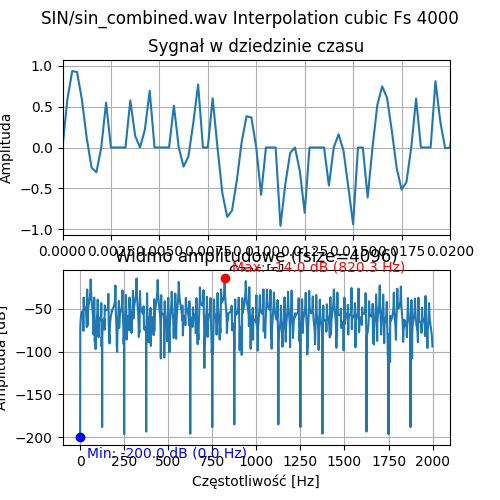 SIN/sin_combined.wav Interpolation cubic Fs 4000
Sygnał w dziedzinie czasu
Amplituda
1.0
0.5
0.0
−0.5
−1.0
0.0000 0.0025 0.0050 0.0075 0.0100 0.0125 0.0150 0.0175 0.0200
Widmo amplitudowe (fsize=4096)
Max: -14.0 dB (820.3 Hz)
Amplituda [dB]
−50
−100
−150
−200
Min: -200.0 dB (0.0 Hz)
0 250 500 750 1000 1250 1500 1750 2000
Częstotliwość [Hz]